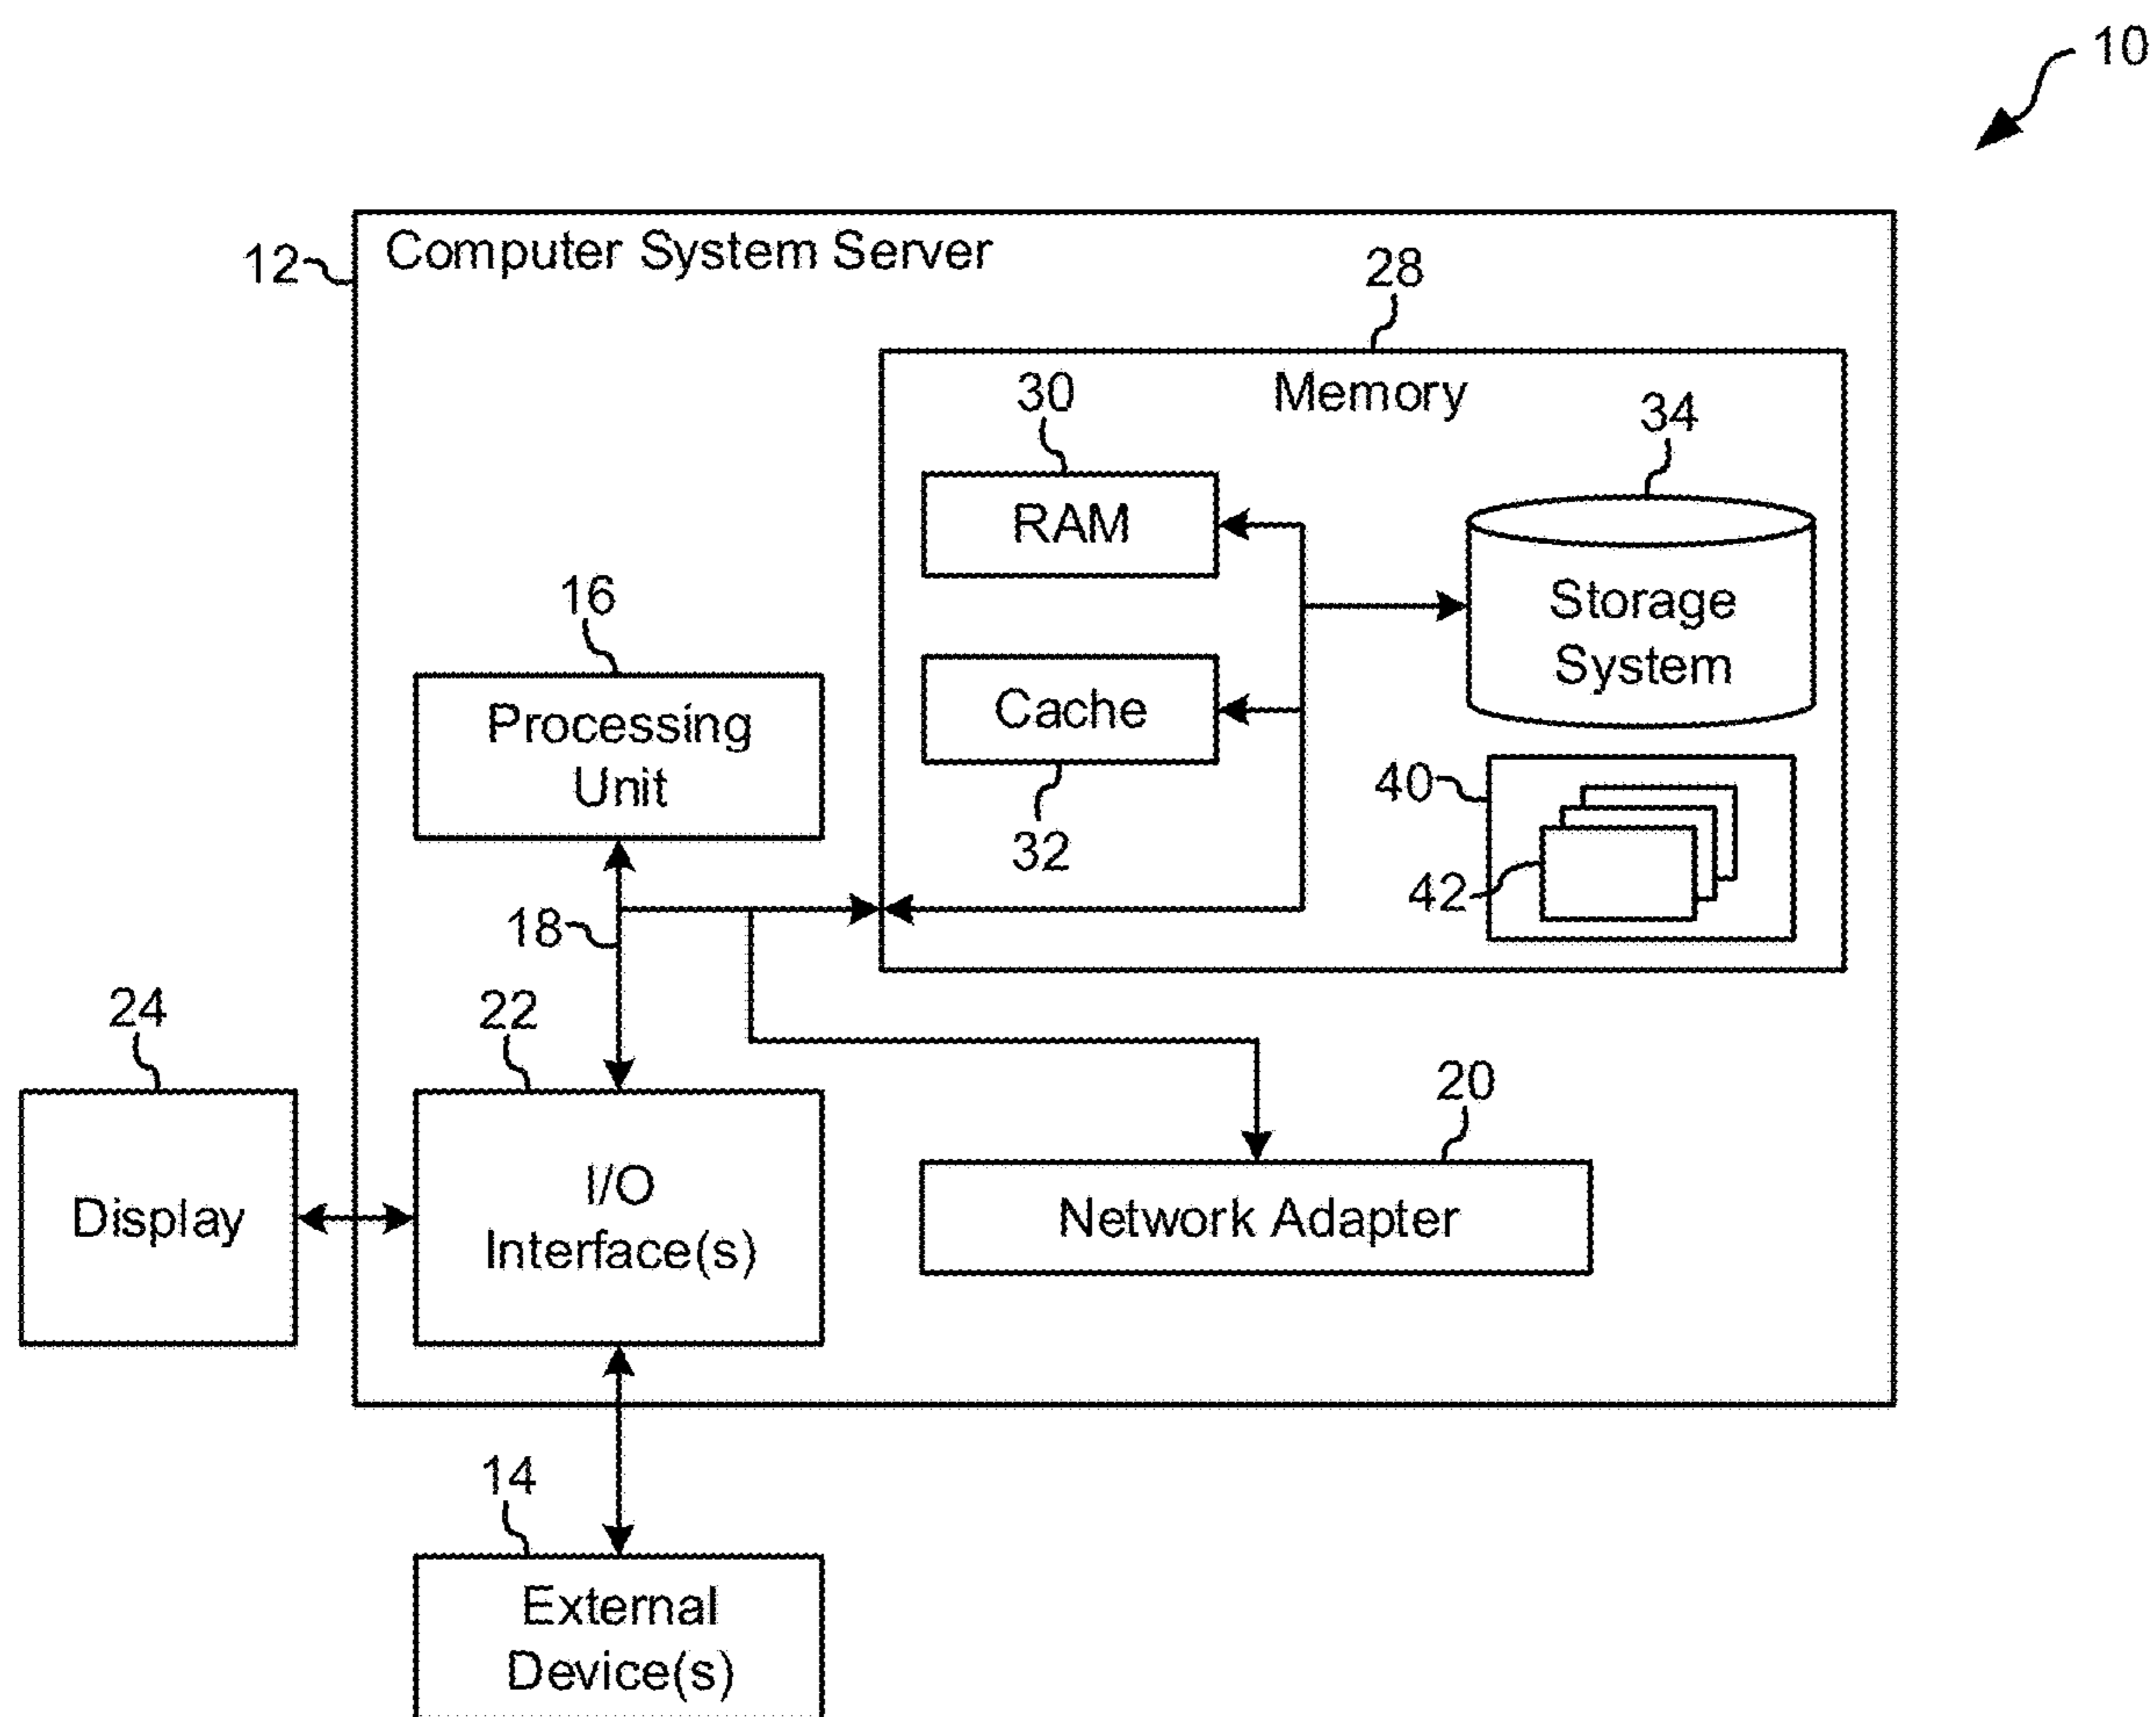 10
12
Computer System Server
28
Memory
30
34
RAM
Storage
System
16
Processing
Unit
Cache
32
40
42
18
24
22
20
Display
I/O
Interface(s)
Network Adapter
14
External
Device(s)